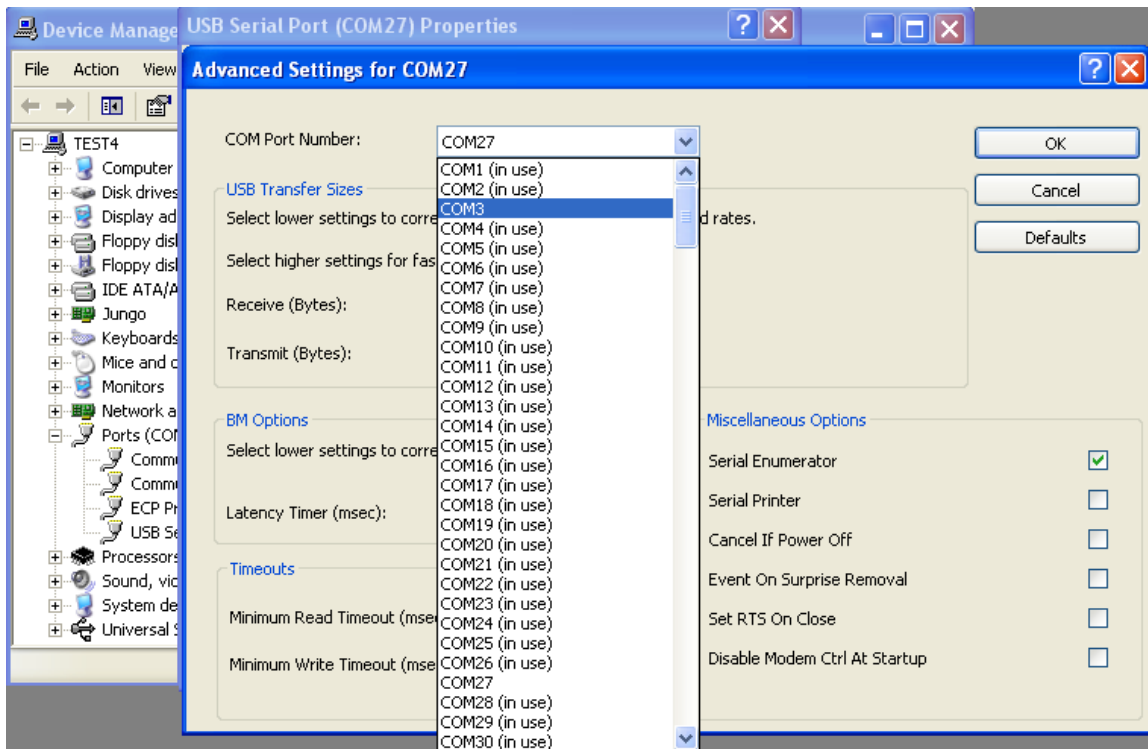 Device Manage
USB Serial Port (COM27) Properties
File Action View
Advanced Settings for COM27
TEST4
Computer
Disk drives
Display ad
Floppy disl
Floppy disl
IDE ATA/A
Jungo
Keyboards
Mice and o
Monitors
Network a
Ports (COM
Commu
Commu
ECP Pr
USB Se
Processors
Sound, vid
System de
Universal S
COM Port Number:
COM27
COM1 (in use)
COM2 (in use)
COM3
COM4 (in use)
COM5 (in use)
COM6 (in use)
COM7 (in use)
COM8 (in use)
COM9 (in use)
COM10 (in use)
COM11 (in use)
COM12 (in use)
COM13 (in use)
COM14 (in use)
COM15 (in use)
COM16 (in use)
COM17 (in use)
COM18 (in use)
COM19 (in use)
COM20 (in use)
COM21 (in use)
COM22 (in use)
COM23 (in use)
COM24 (in use)
COM25 (in use)
COM26 (in use)
COM27
COM28 (in use)
COM29 (in use)
COM30 (in use)
USB Transfer Sizes
Select lower settings to corre d rates.
Select higher settings for fas
Receive (Bytes):
Transmit (Bytes):
BM Options
Select lower settings to corre
Latency Timer (msec):
Timeouts
Minimum Read Timeout (mse
Minimum Write Timeout (mse
Miscellaneous Options
Serial Enumerator
Serial Printer
Cancel If Power Off
Event On Surprise Removal
Set RTS On Close
Disable Modem Ctrl At Startup
OK
Cancel
Defaults